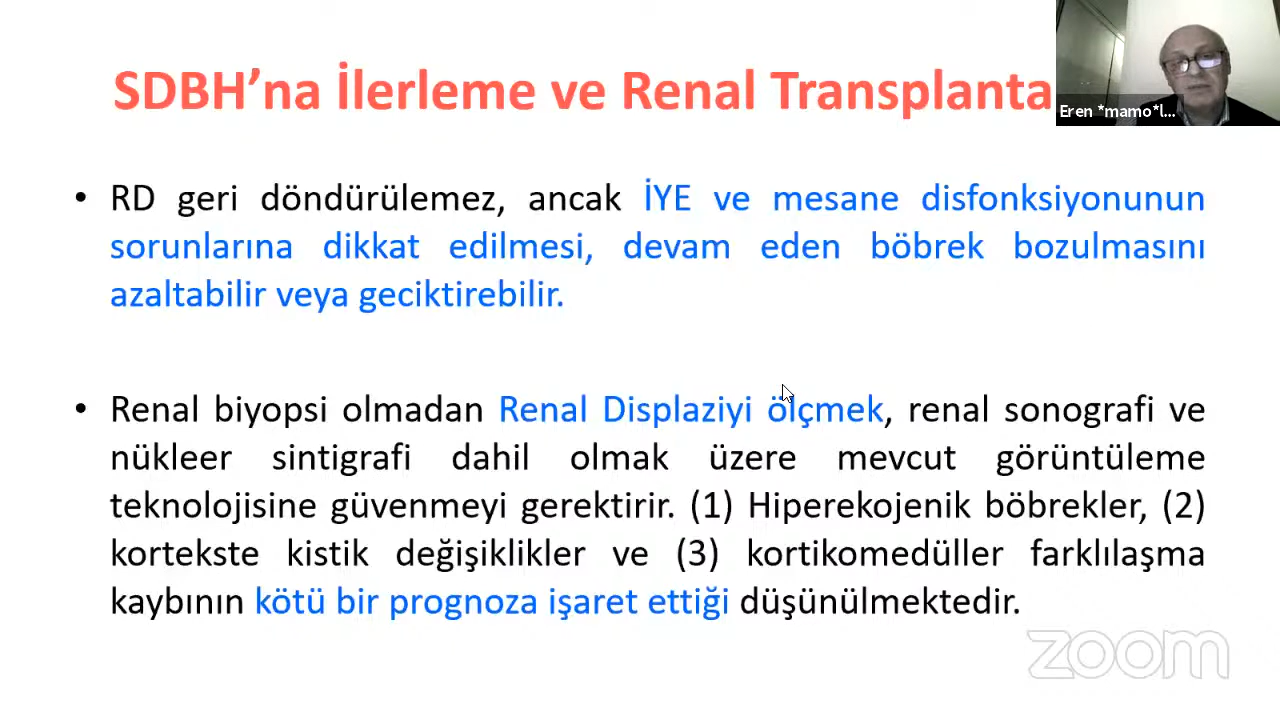 SDBH’na İlerleme ve Renal Transplanta
Eren *mamo*l...
• RD geri döndürülemez, ancak İYE ve mesane disfonksiyonunun
sorunlarına dikkat edilmesi, devam eden böbrek bozulmasını
azaltabilir veya geciktirebilir.
• Renal biyopsi olmadan Renal Displaziyi ölçmek, renal sonografi ve
nükleer sintigrafi dahil olmak üzere mevcut görüntüleme
teknolojisine güvenmeyi gerektirir. (1) Hiperekojenik böbrekler, (2)
kortekste kistik değişiklikler ve (3) kortikomedüller farklılaşma
kaybının kötü bir prognoza işaret ettiği düşünülmektedir.
zoom